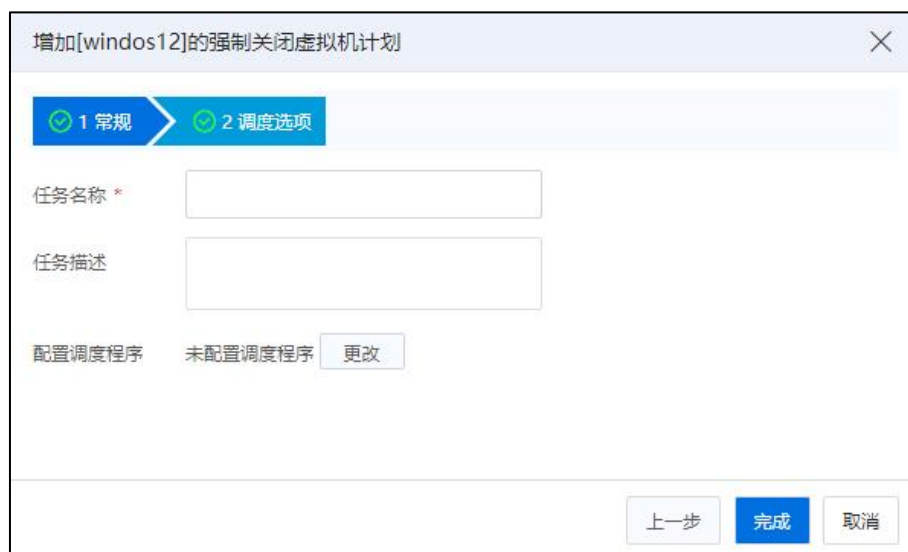 增加[windos12]的强制关闭虚拟机计划
1 常规 2 调度选项
任务名称 *
任务描述
配置调度程序 未配置调度程序 更改
上一步 完成 取消